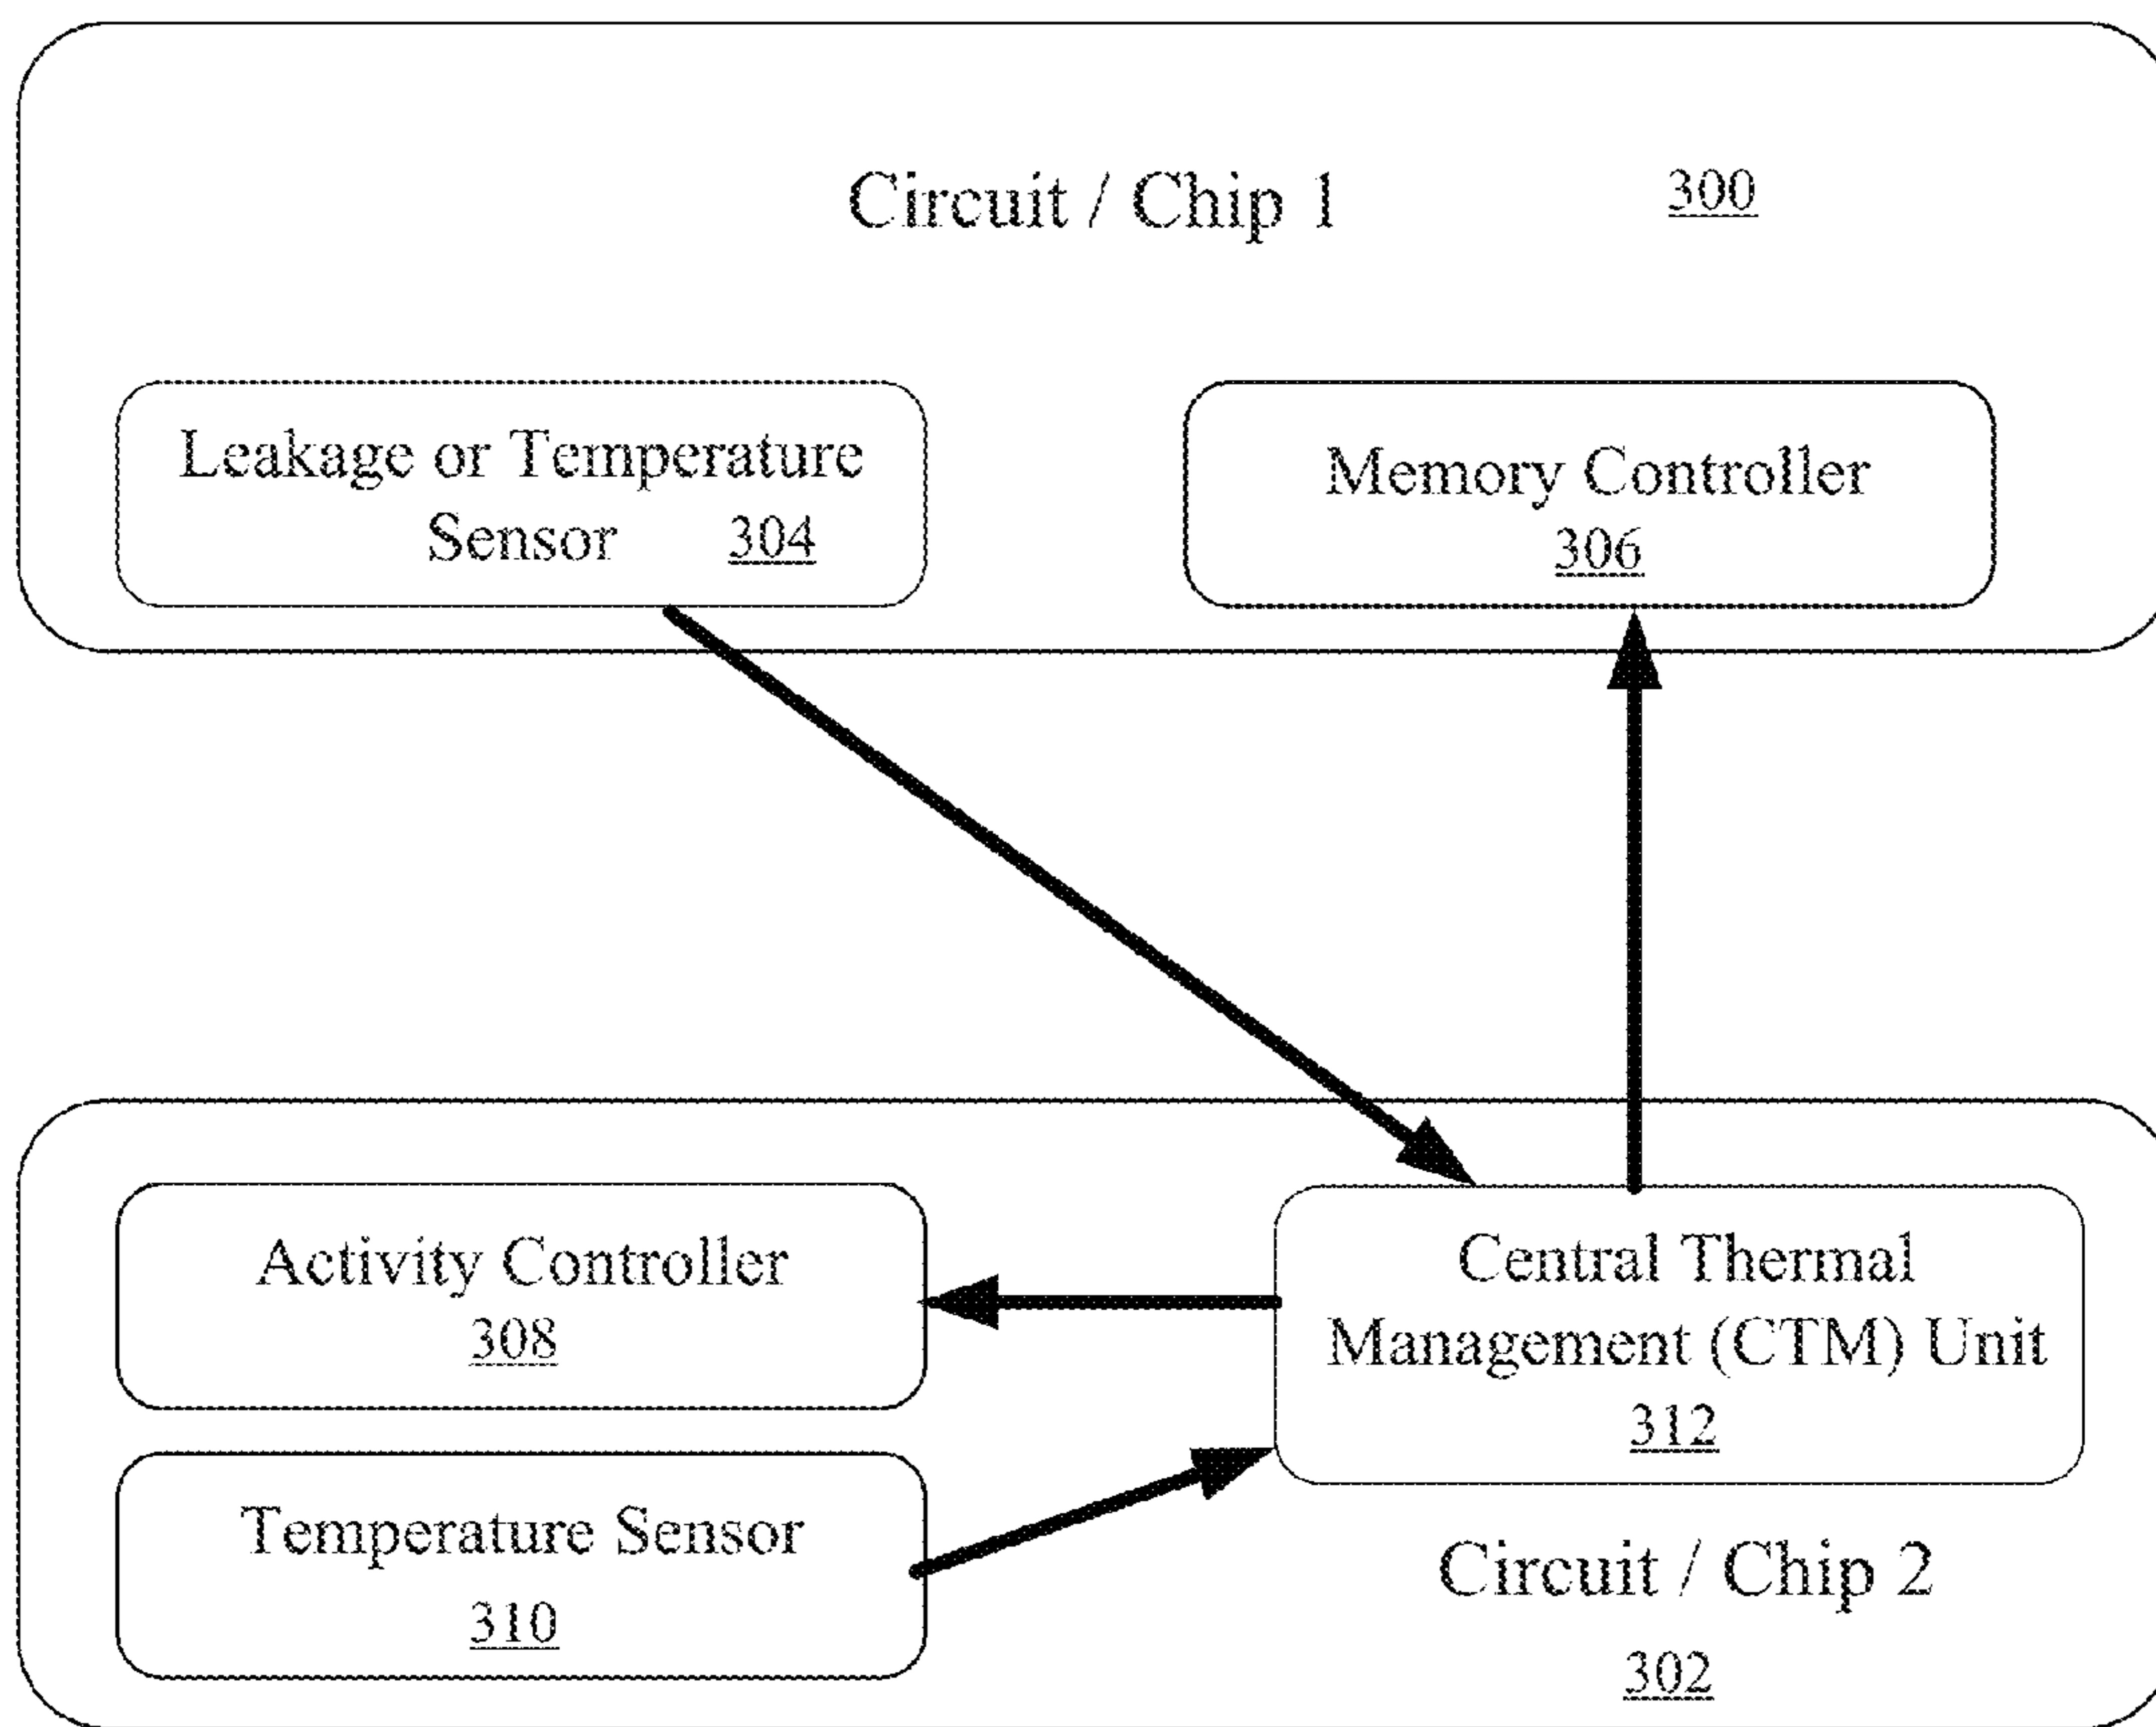 Circuit / Chip 1 300
Leakage or Temperature
Sensor 304
Memory Controller
306
Activity Controller
308
Central Thermal
Management (CTM) Unit
312
Temperature Sensor
310
Circuit / Chip 2
302